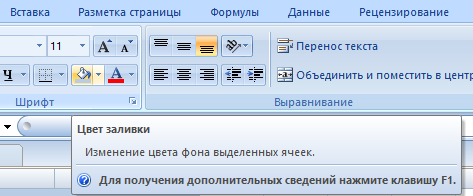 Вставка Разметка страницы Формулы Данные Рецензирование
11 А А Перенос текста
Ч А Объединить и поместить в центр
Шрифт Выравнивание
Цвет заливки
Изменение цвета фона выделенных ячеек.
Для получения дополнительных сведений нажмите клавишу F1.